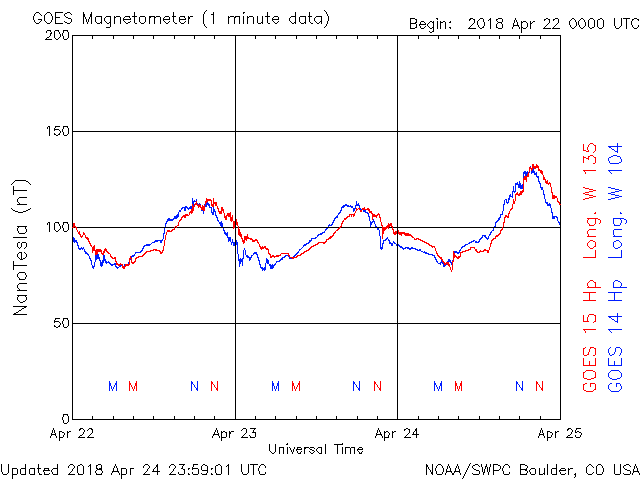 GOES Magnetometer (1 minute data)
Begin: 2018 Apr 22 0000 UTC
200
150
100
50
0
NanoTesla (nT)
M M N N M M N N M M N N
Apr 22 Apr 23 Apr 24 Apr 25
Universal Time
GOES 15 Hp Long. W 135
GOES 14 Hp Long. W 104
Updated 2018 Apr 24 23:59:01 UTC
NOAA/SWPC Boulder, CO USA